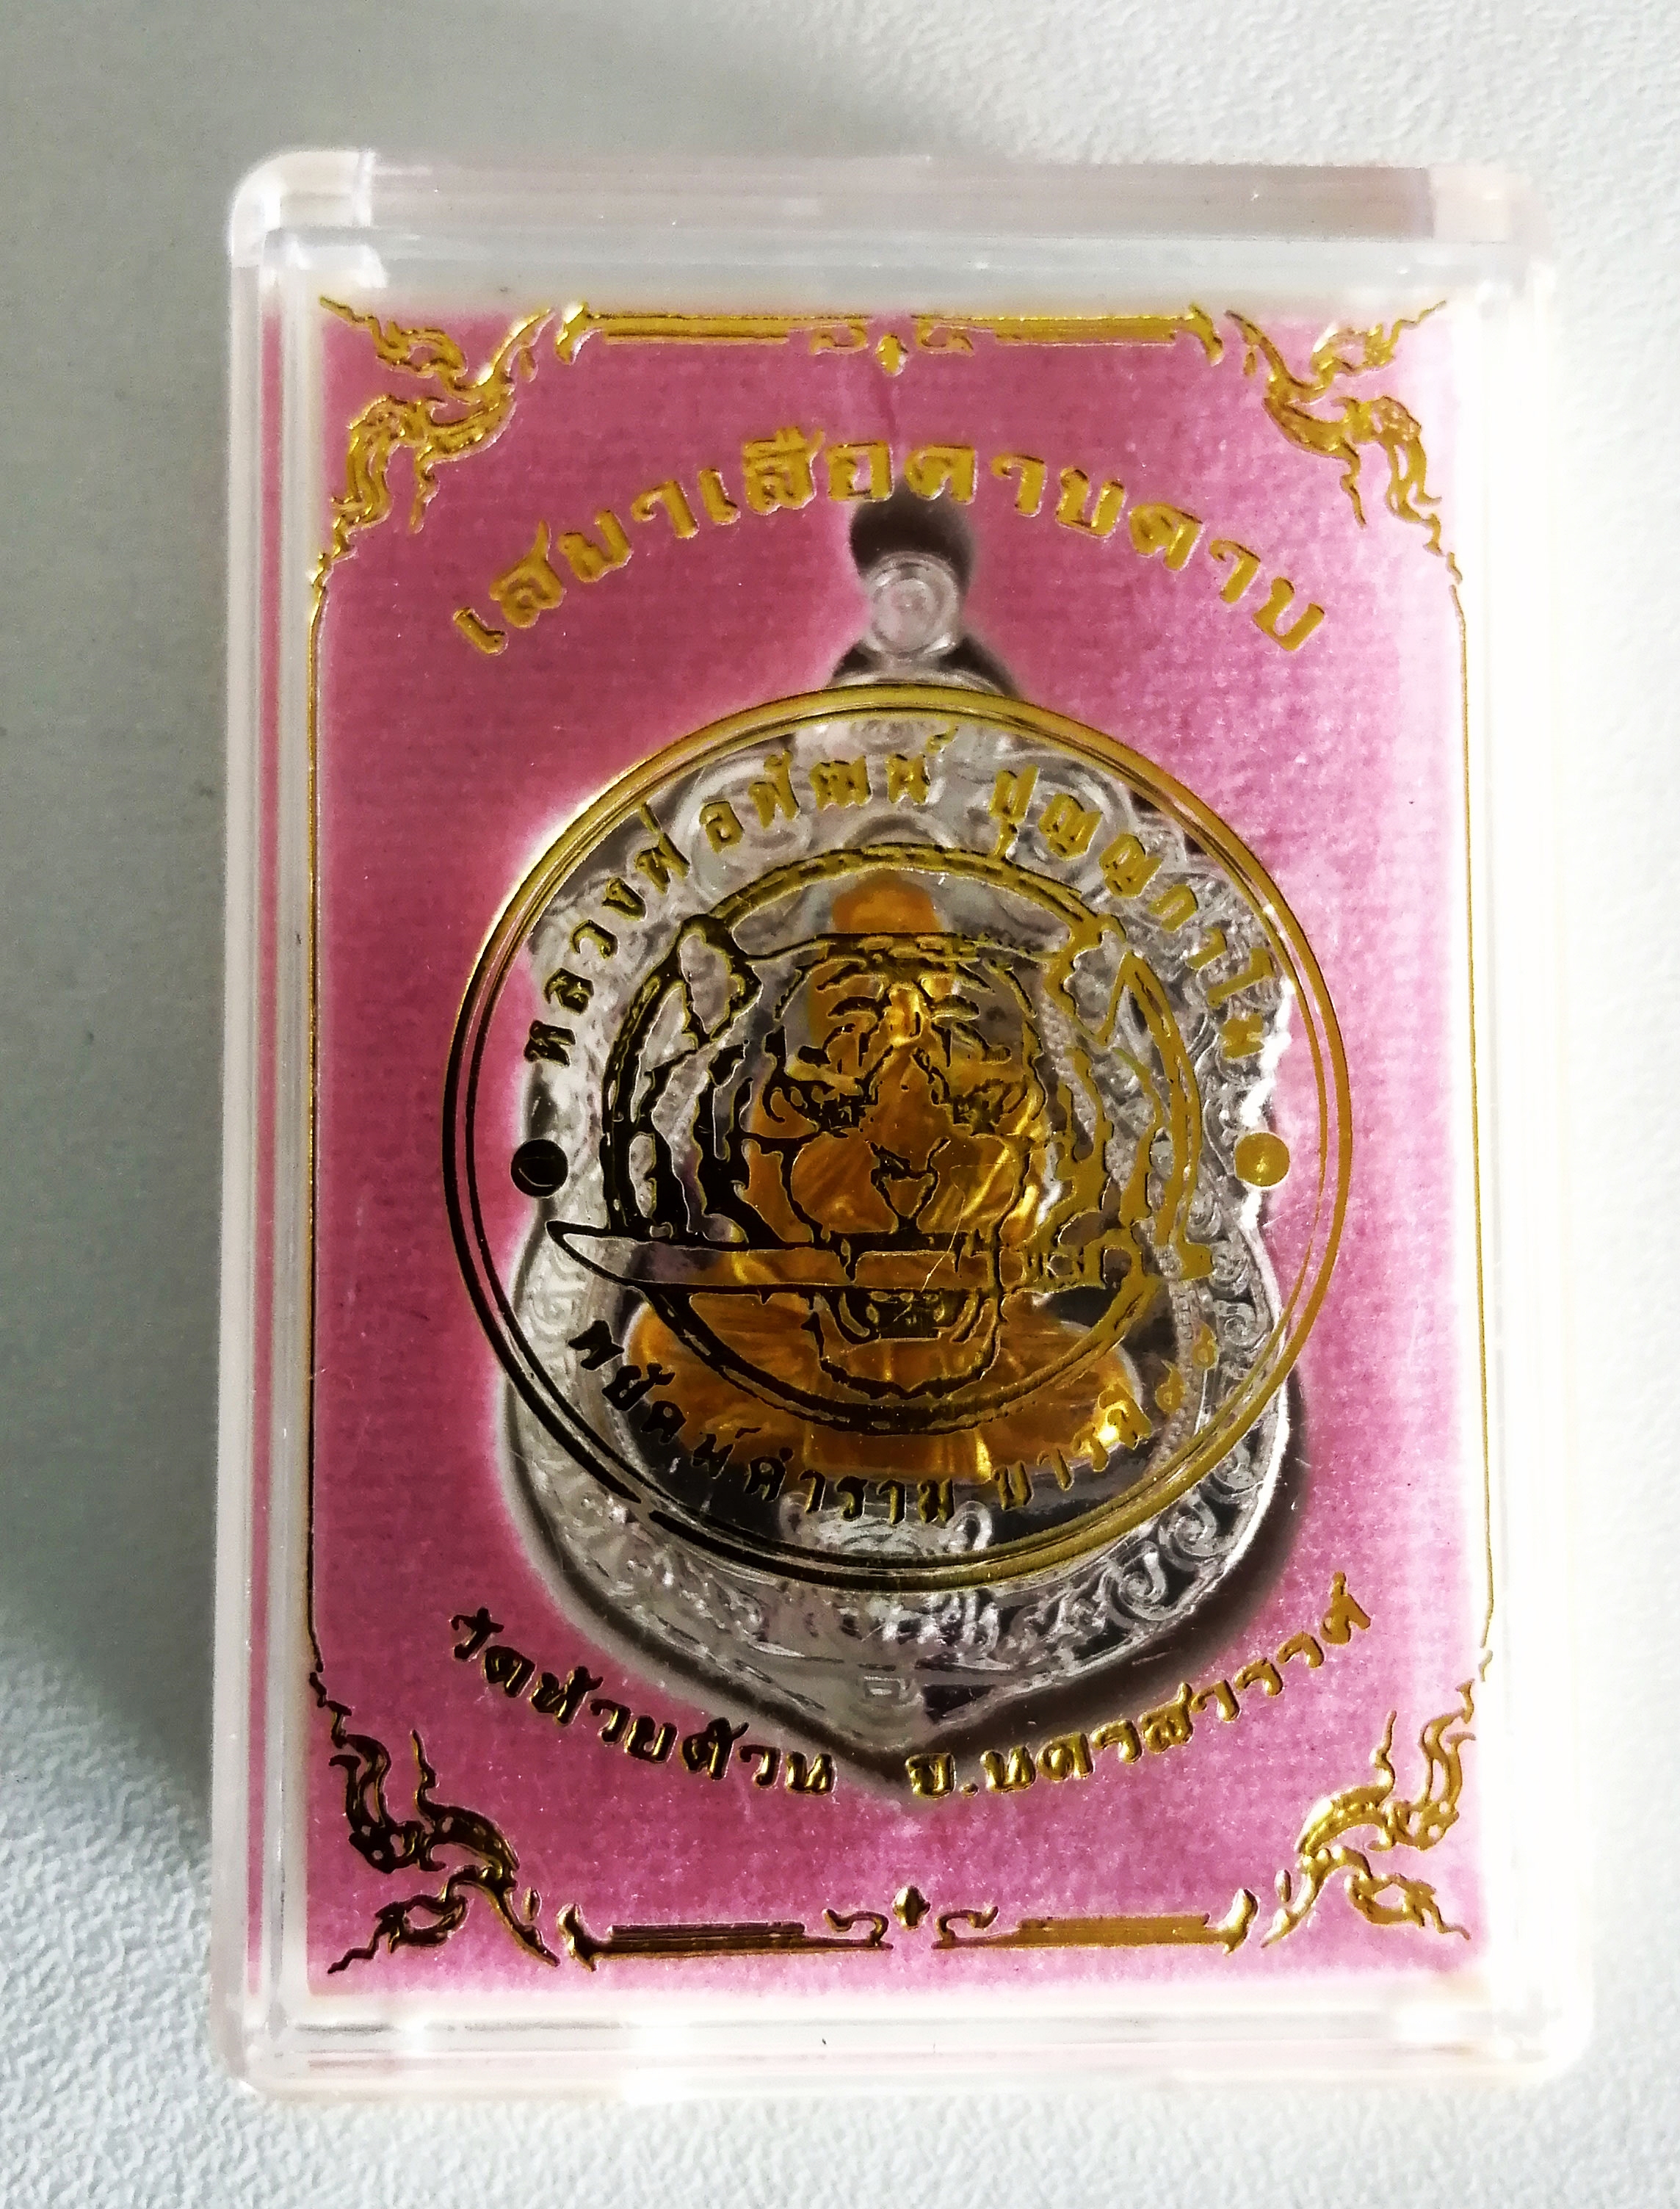 เสมาเสือคาบดาบ
หลวงพ่อพัฒน์ ปุญญกาโม
พยัคฆ์คำราม บารมี ๙๙
วัดห้วยด้วน จ.นครสวรรค์